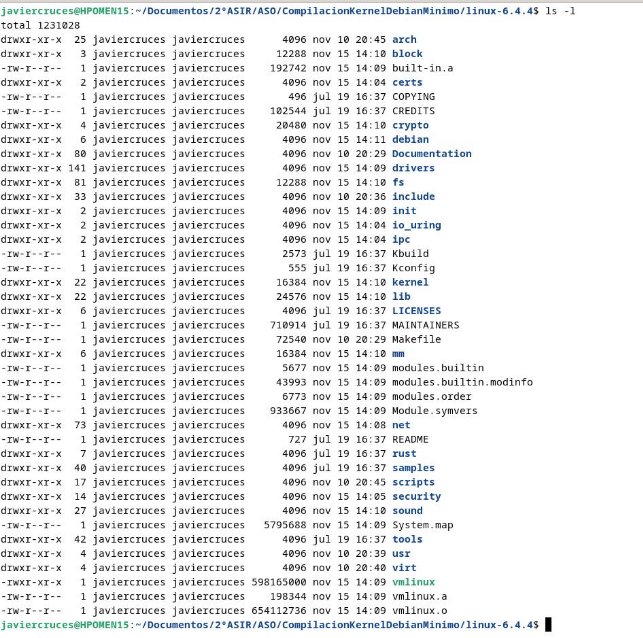 javiercruces@HPOMEN15:~/Documentos/2°ASIR/ASO/CompilacionKernelDebianMinimo/linux-6.4.4$ ls -l
total 1231028
drwxr-xr-x  25 javiercruces javiercruces      4096 nov 10 20:45 arch
drwxr-xr-x   3 javiercruces javiercruces     12288 nov 15 14:10 block
-rw-r--r--   1 javiercruces javiercruces    192742 nov 15 14:09 built-in.a
drwxr-xr-x   2 javiercruces javiercruces      4096 nov 15 14:04 certs
-rw-r--r--   1 javiercruces javiercruces       496 jul 19 16:37 COPYING
-rw-r--r--   1 javiercruces javiercruces    102544 jul 19 16:37 CREDITS
drwxr-xr-x   4 javiercruces javiercruces     20480 nov 15 14:10 crypto
drwxr-xr-x   6 javiercruces javiercruces      4096 nov 15 14:11 debian
drwxr-xr-x  80 javiercruces javiercruces      4096 nov 10 20:29 Documentation
drwxr-xr-x 141 javiercruces javiercruces      4096 nov 15 14:09 drivers
drwxr-xr-x  81 javiercruces javiercruces     12288 nov 15 14:10 fs
drwxr-xr-x  33 javiercruces javiercruces      4096 nov 10 20:36 include
drwxr-xr-x   2 javiercruces javiercruces      4096 nov 15 14:09 init
drwxr-xr-x   2 javiercruces javiercruces      4096 nov 15 14:04 io_uring
drwxr-xr-x   2 javiercruces javiercruces      4096 nov 15 14:04 ipc
-rw-r--r--   1 javiercruces javiercruces      2573 jul 19 16:37 Kbuild
-rw-r--r--   1 javiercruces javiercruces       555 jul 19 16:37 Kconfig
drwxr-xr-x  22 javiercruces javiercruces     16384 nov 15 14:10 kernel
drwxr-xr-x  22 javiercruces javiercruces     24576 nov 15 14:10 lib
drwxr-xr-x   6 javiercruces javiercruces      4096 jul 19 16:37 LICENSES
-rw-r--r--   1 javiercruces javiercruces    710914 jul 19 16:37 MAINTAINERS
-rw-r--r--   1 javiercruces javiercruces     72540 nov 10 20:29 Makefile
drwxr-xr-x   6 javiercruces javiercruces     16384 nov 15 14:10 mm
-rw-r--r--   1 javiercruces javiercruces      5677 nov 15 14:09 modules.builtin
-rw-r--r--   1 javiercruces javiercruces     43993 nov 15 14:09 modules.builtin.modinfo
-rw-r--r--   1 javiercruces javiercruces      6773 nov 15 14:09 modules.order
-rw-r--r--   1 javiercruces javiercruces    933667 nov 15 14:09 Module.symvers
drwxr-xr-x  73 javiercruces javiercruces      4096 nov 15 14:08 net
-rw-r--r--   1 javiercruces javiercruces       727 jul 19 16:37 README
drwxr-xr-x   7 javiercruces javiercruces      4096 jul 19 16:37 rust
drwxr-xr-x  40 javiercruces javiercruces      4096 jul 19 16:37 samples
drwxr-xr-x  17 javiercruces javiercruces      4096 nov 10 20:45 scripts
drwxr-xr-x  14 javiercruces javiercruces      4096 nov 15 14:05 security
drwxr-xr-x  27 javiercruces javiercruces      4096 nov 15 14:10 sound
-rw-r--r--   1 javiercruces javiercruces   5795688 nov 15 14:09 System.map
drwxr-xr-x  42 javiercruces javiercruces      4096 jul 19 16:37 tools
drwxr-xr-x   4 javiercruces javiercruces      4096 nov 10 20:39 usr
drwxr-xr-x   4 javiercruces javiercruces      4096 nov 10 20:40 virt
-rwxr-xr-x   1 javiercruces javiercruces 598165000 nov 15 14:09 vmlinux
-rw-r--r--   1 javiercruces javiercruces    198344 nov 15 14:09 vmlinux.a
-rw-r--r--   1 javiercruces javiercruces 654112736 nov 15 14:09 vmlinux.o
javiercruces@HPOMEN15:~/Documentos/2°ASIR/ASO/CompilacionKernelDebianMinimo/linux-6.4.4$